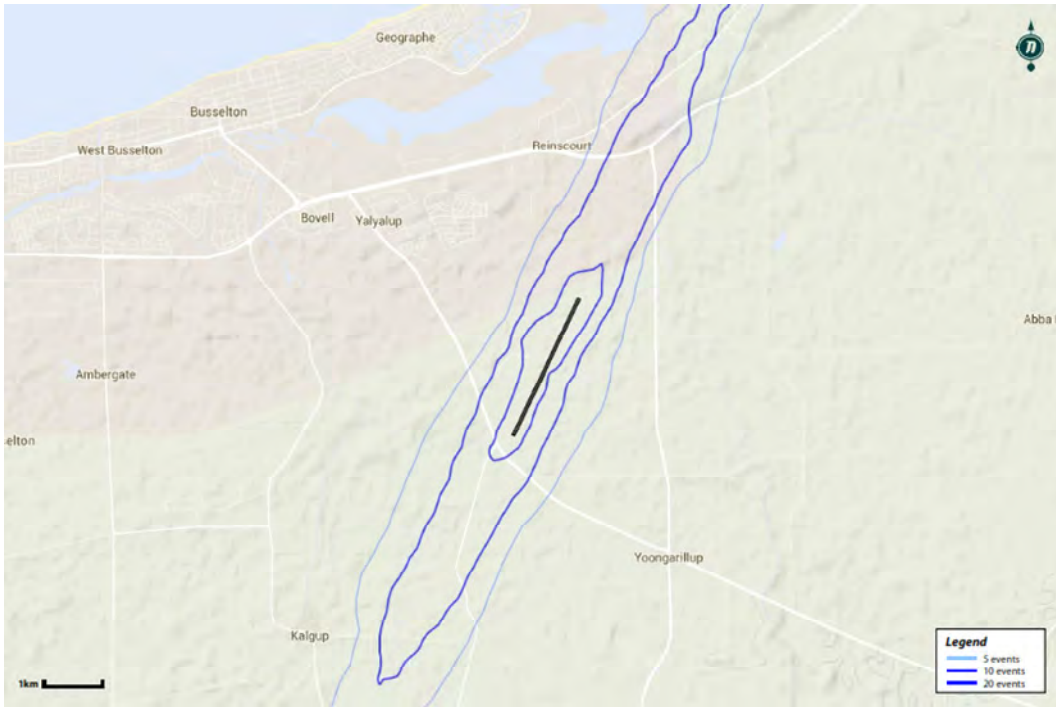 Geographe
Busselton
West Busselton
Reinscourt
Bovell
Yalyalup
Abba
Ambergate
selton
Yoongarillup
Kalgup
n
1km
Legend
5 events
10 events
20 events